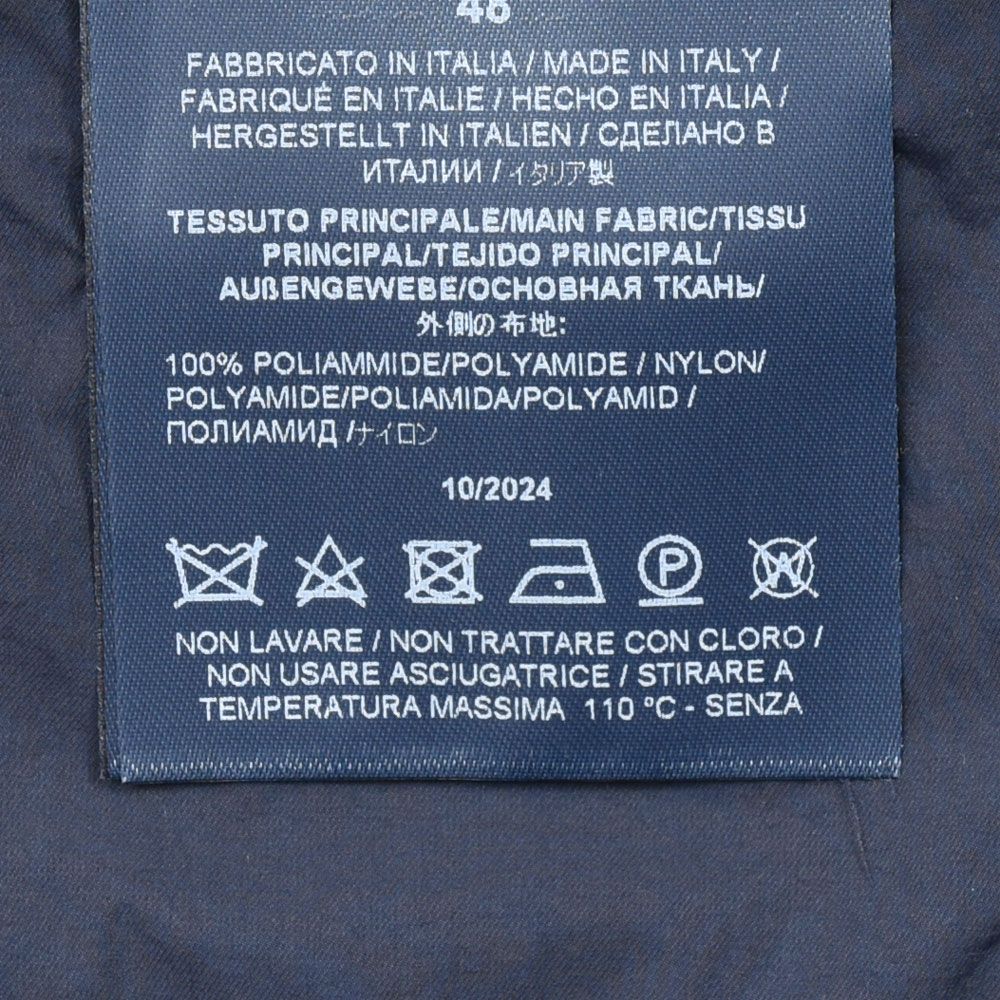 FABBRICATO IN ITALIA / MADE IN ITALY /
FABRIQUÉ EN ITALIE / HECHO EN ITALIA /
HERGESTELLT IN ITALIEN / СДЕЛАНО В
ИТАЛИИ / イタリア製
TESSUTO PRINCIPALE/MAIN FABRIC/TISSU
PRINCIPAL/TEJIDO PRINCIPAL/
AUßENGEWEBE/ОСНОВНАЯ ТКАНЬ/
外側の布地:
100% POLIAMMIDE/POLYAMIDE / NYLON/
POLYAMIDE/POLIAMIDA/POLYAMID /
ПОЛИАМИД /ナイロン
10/2024
P W
NON LAVARE / NON TRATTARE CON CLORO /
NON USARE ASCIUGATRICE / STIRARE A
TEMPERATURA MASSIMA 110 °C - SENZA